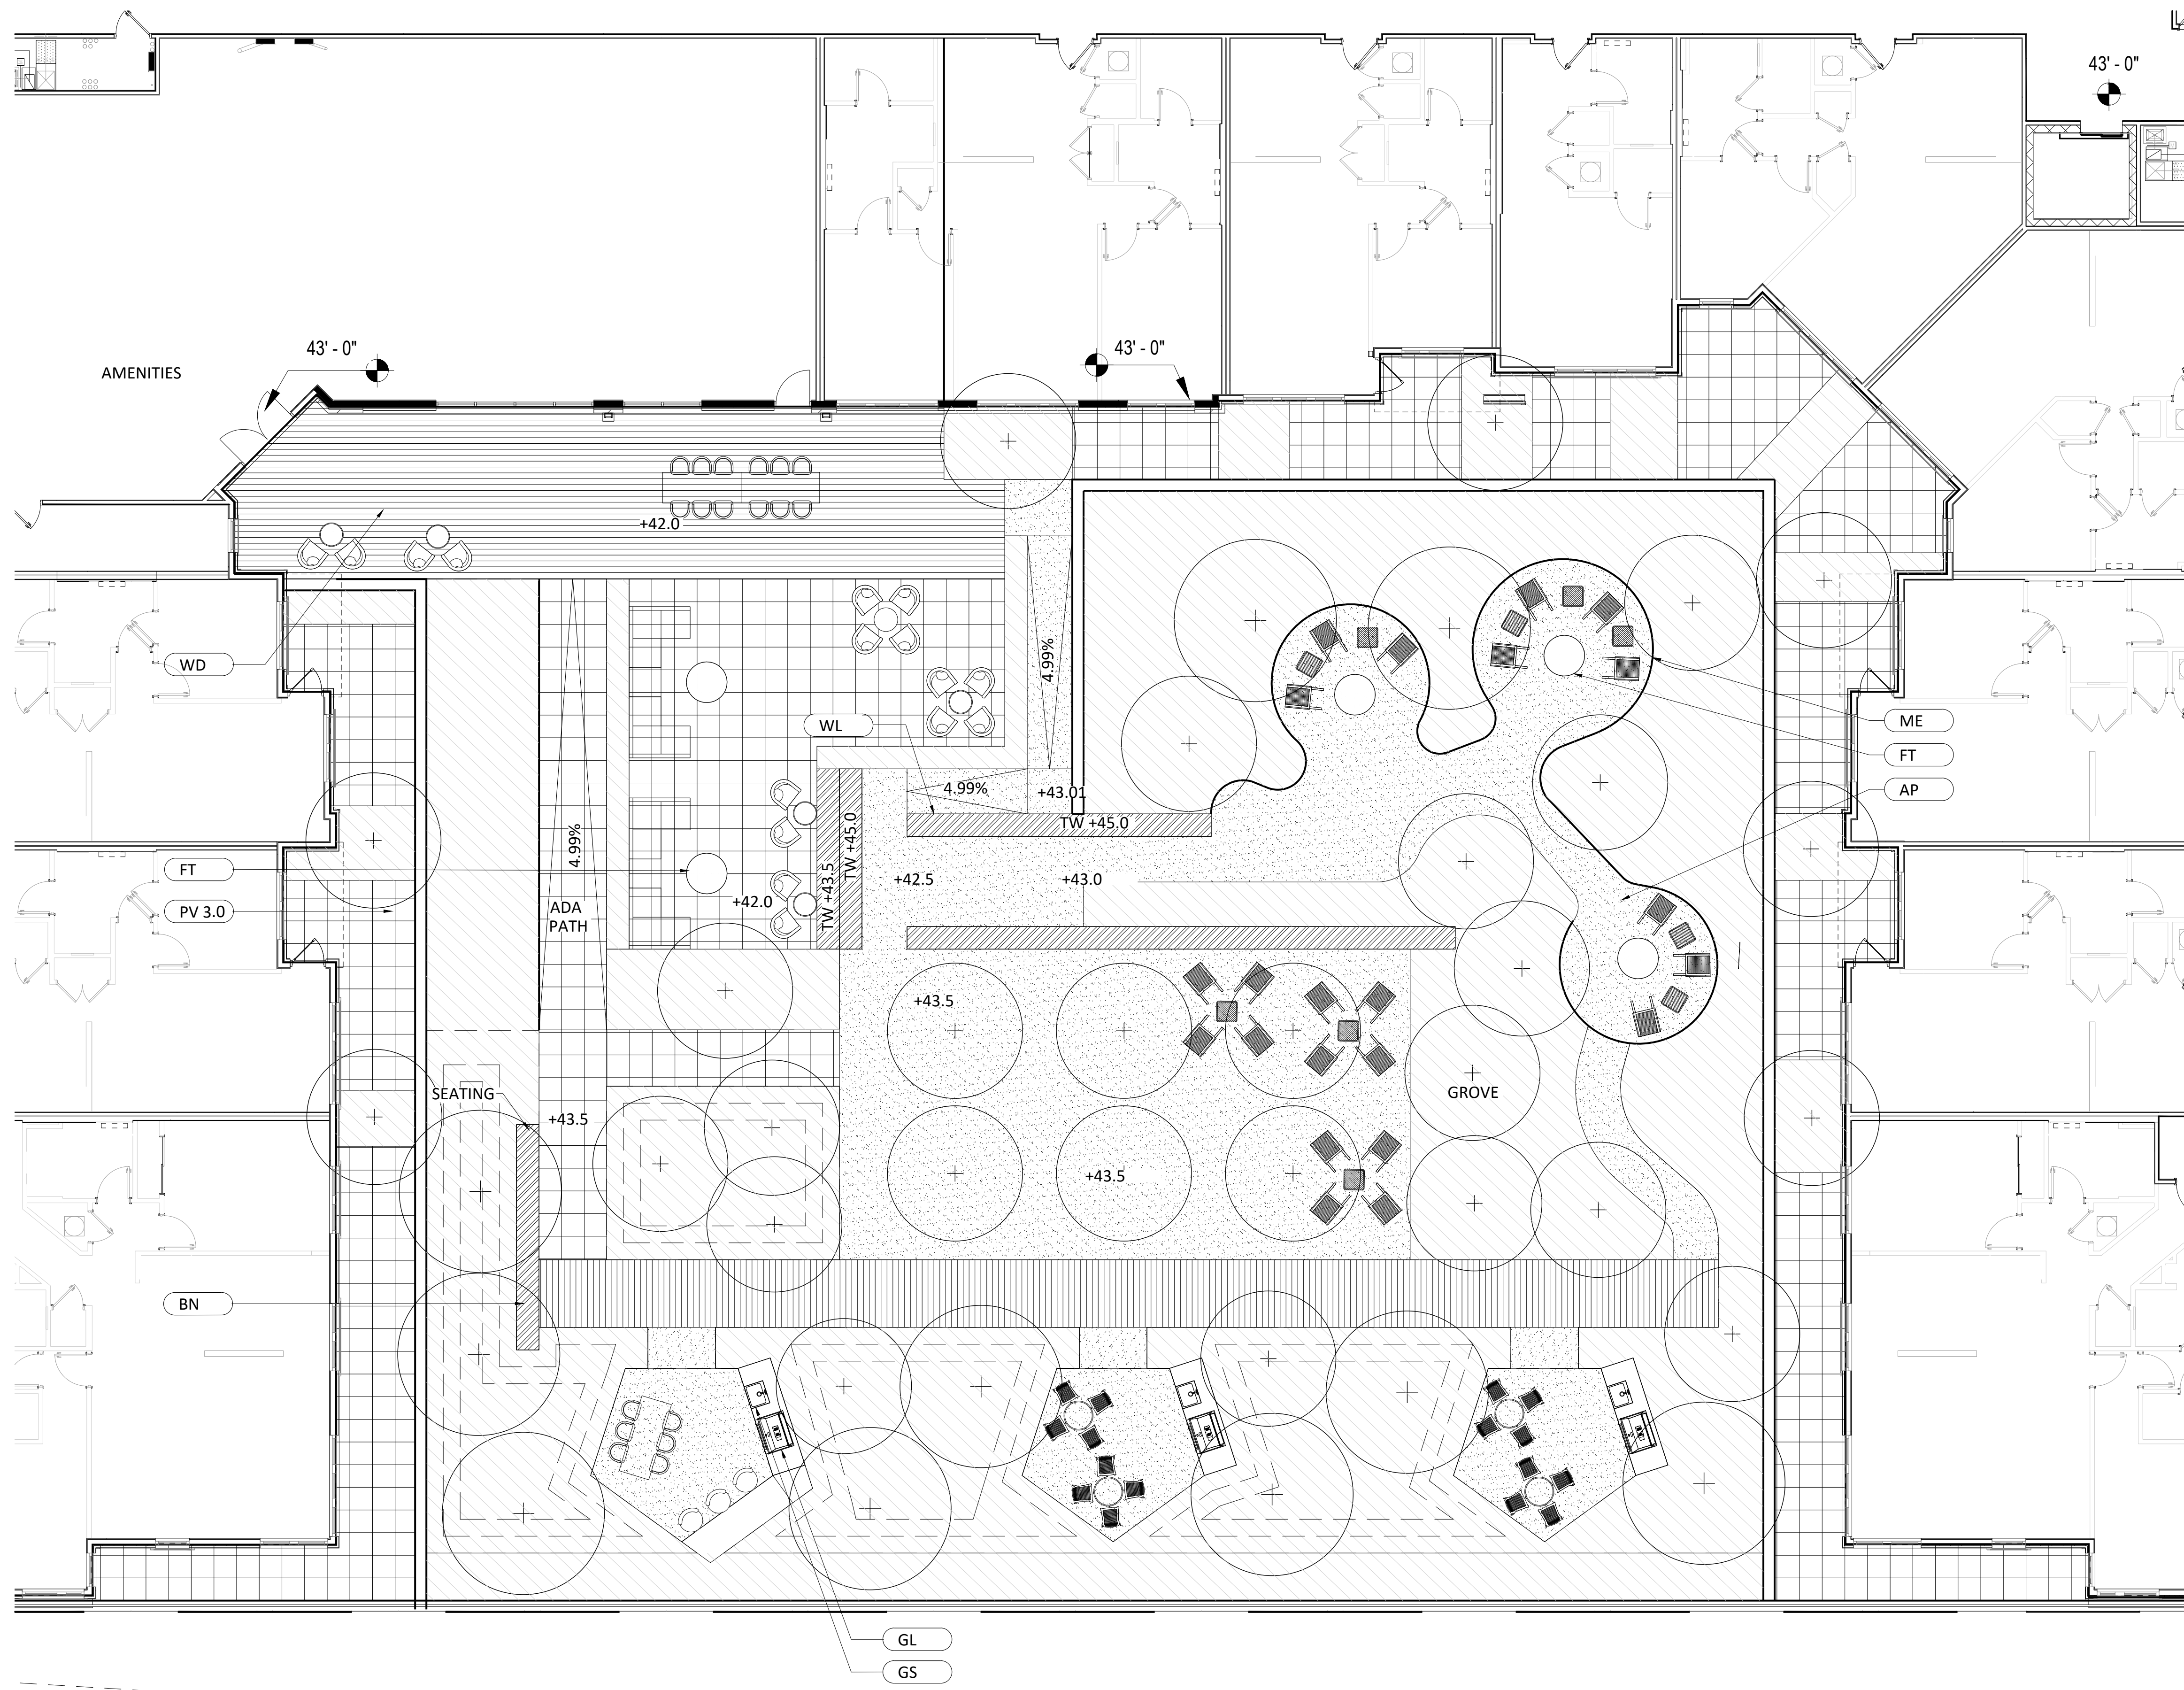 43' - 0"
43' - 0"
43' - 0"
AMENITIES
+42.0
WD
4.99%
WL
ME
FT
AP
4.99%
+43.01
TW +45.0
TW +45.0
TW +43.5
4.99%
FT
+42.5
+43.0
+42.0
ADA
PATH
PV 3.0
+43.5
SEATING
GROVE
+43.5
+43.5
BN
GL
GS